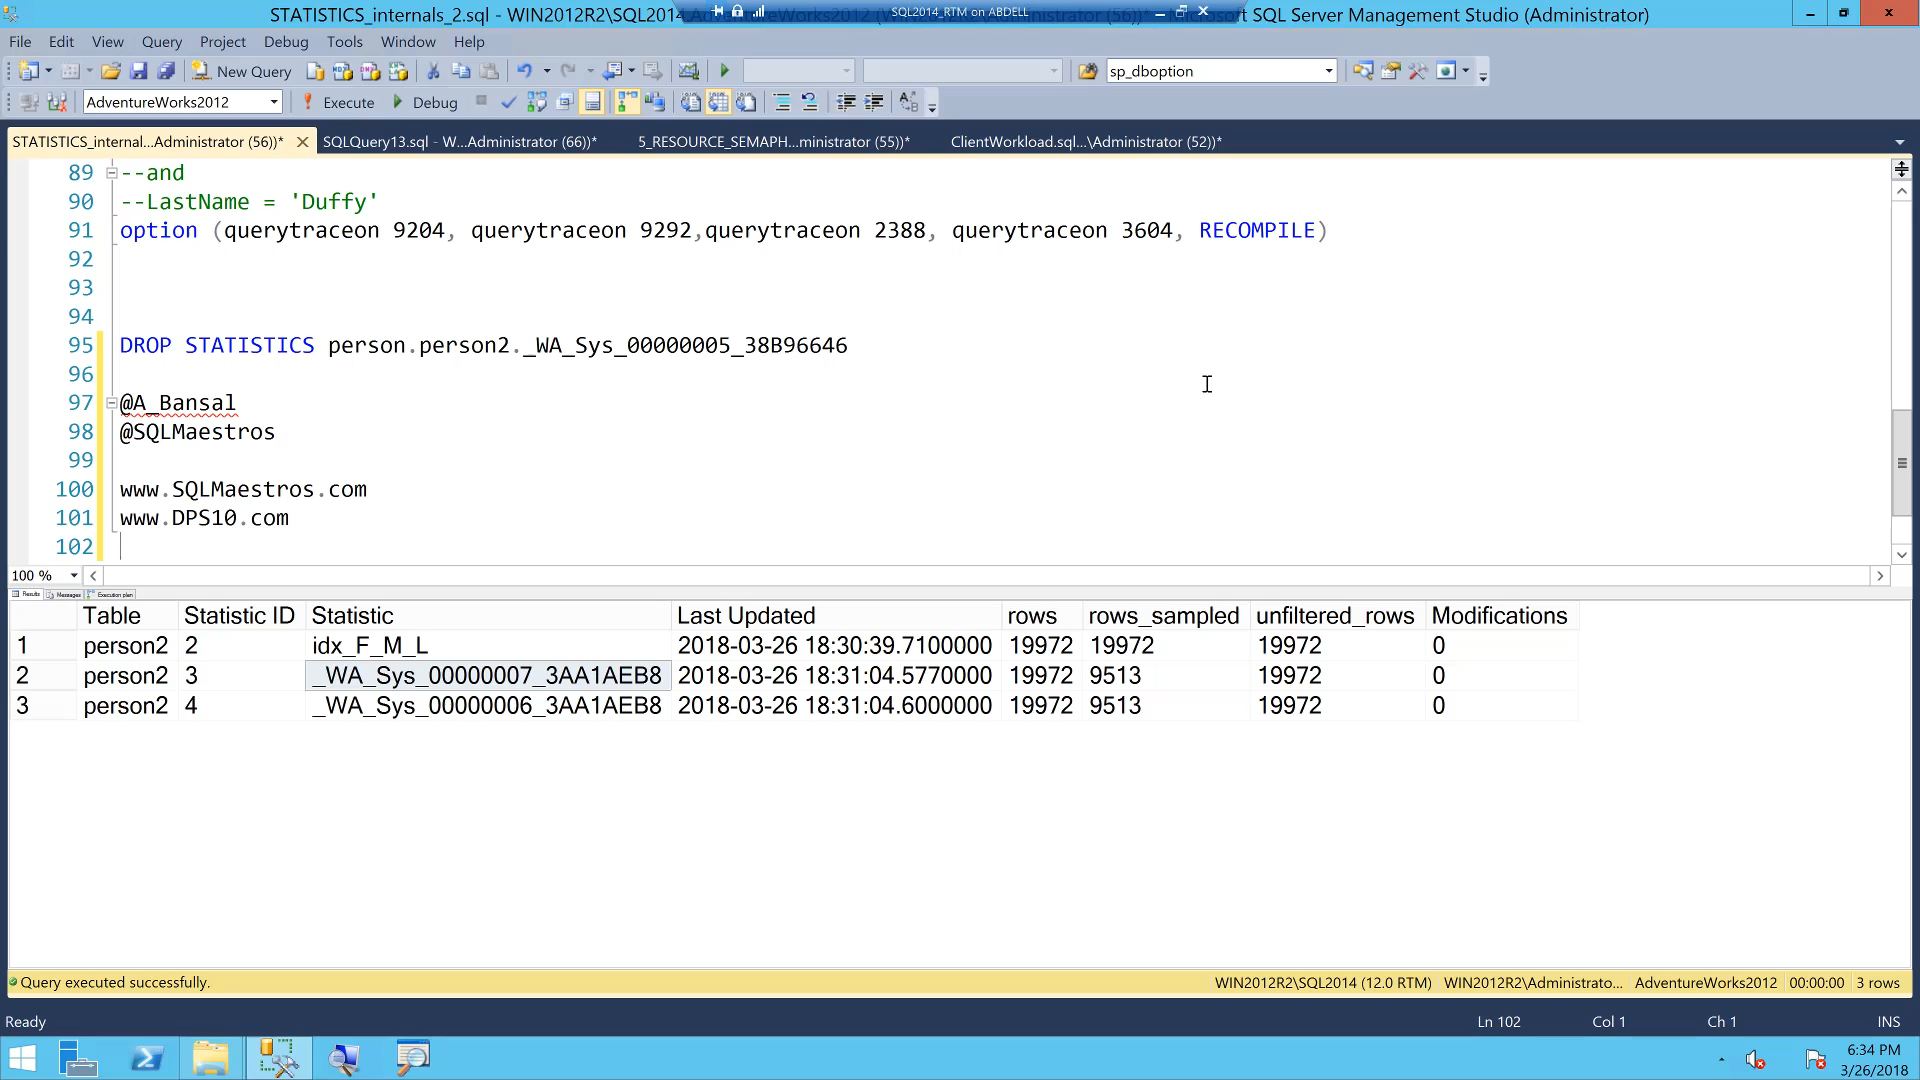 STATISTICS_internals_2.sql - WIN2012R2\SQL2014.AdventureWorks2012 (
SQL2014_RTM on ABDELL
SQL Server Management Studio (Administrator)
File Edit View Query Project Debug Tools Window Help
New Query
sp_dboption
AdventureWorks2012
Execute
Debug
STATISTICS_internal...Administrator (56))*
SQLQuery13.sql - W...Administrator (66))*
5_RESOURCE_SEMAPH...ministrator (55))*
ClientWorkload.sql...\Administrator (52))*
89 --and
90 --LastName = 'Duffy'
91 option (querytraceon 9204, querytraceon 9292,querytraceon 2388, querytraceon 3604, RECOMPILE)
92
93
94
95 DROP STATISTICS person.person2._WA_Sys_00000005_38B96646
96
97 @A_Bansal
98 @SQLMaestros
99
100 www.SQLMaestros.com
101 www.DPS10.com
102
100 %
Results Messages Execution plan
Table Statistic ID Statistic Last Updated rows rows_sampled unfiltered_rows Modifications
1 person2 2 idx_F_M_L 2018-03-26 18:30:39.7100000 19972 19972 19972 0
2 person2 3 _WA_Sys_00000007_3AA1AEB8 2018-03-26 18:31:04.5770000 19972 9513 19972 0
3 person2 4 _WA_Sys_00000006_3AA1AEB8 2018-03-26 18:31:04.6000000 19972 9513 19972 0
Query executed successfully.
WIN2012R2\SQL2014 (12.0 RTM)
WIN2012R2\Administrato...
AdventureWorks2012
00:00:00
3 rows
Ready
Ln 102
Col 1
Ch 1
INS
6:34 PM
3/26/2018